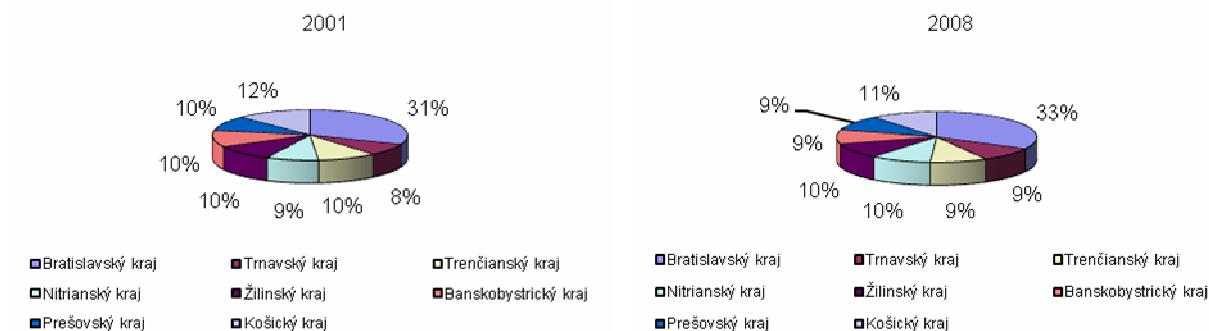 2001
12%
31%
10%
10%
10%
9%
10%
8%
Bratislavský kraj
Trnavský kraj
Trenčianský kraj
Nitrianský kraj
Žilinský kraj
Banskobystrický kraj
Prešovský kraj
Košický kraj
2008
11%
9%
33%
9%
10%
10%
9%
9%
Bratislavský kraj
Trnavský kraj
Trenčianský kraj
Nitrianský kraj
Žilinský kraj
Banskobystrický kraj
Prešovský kraj
Košický kraj